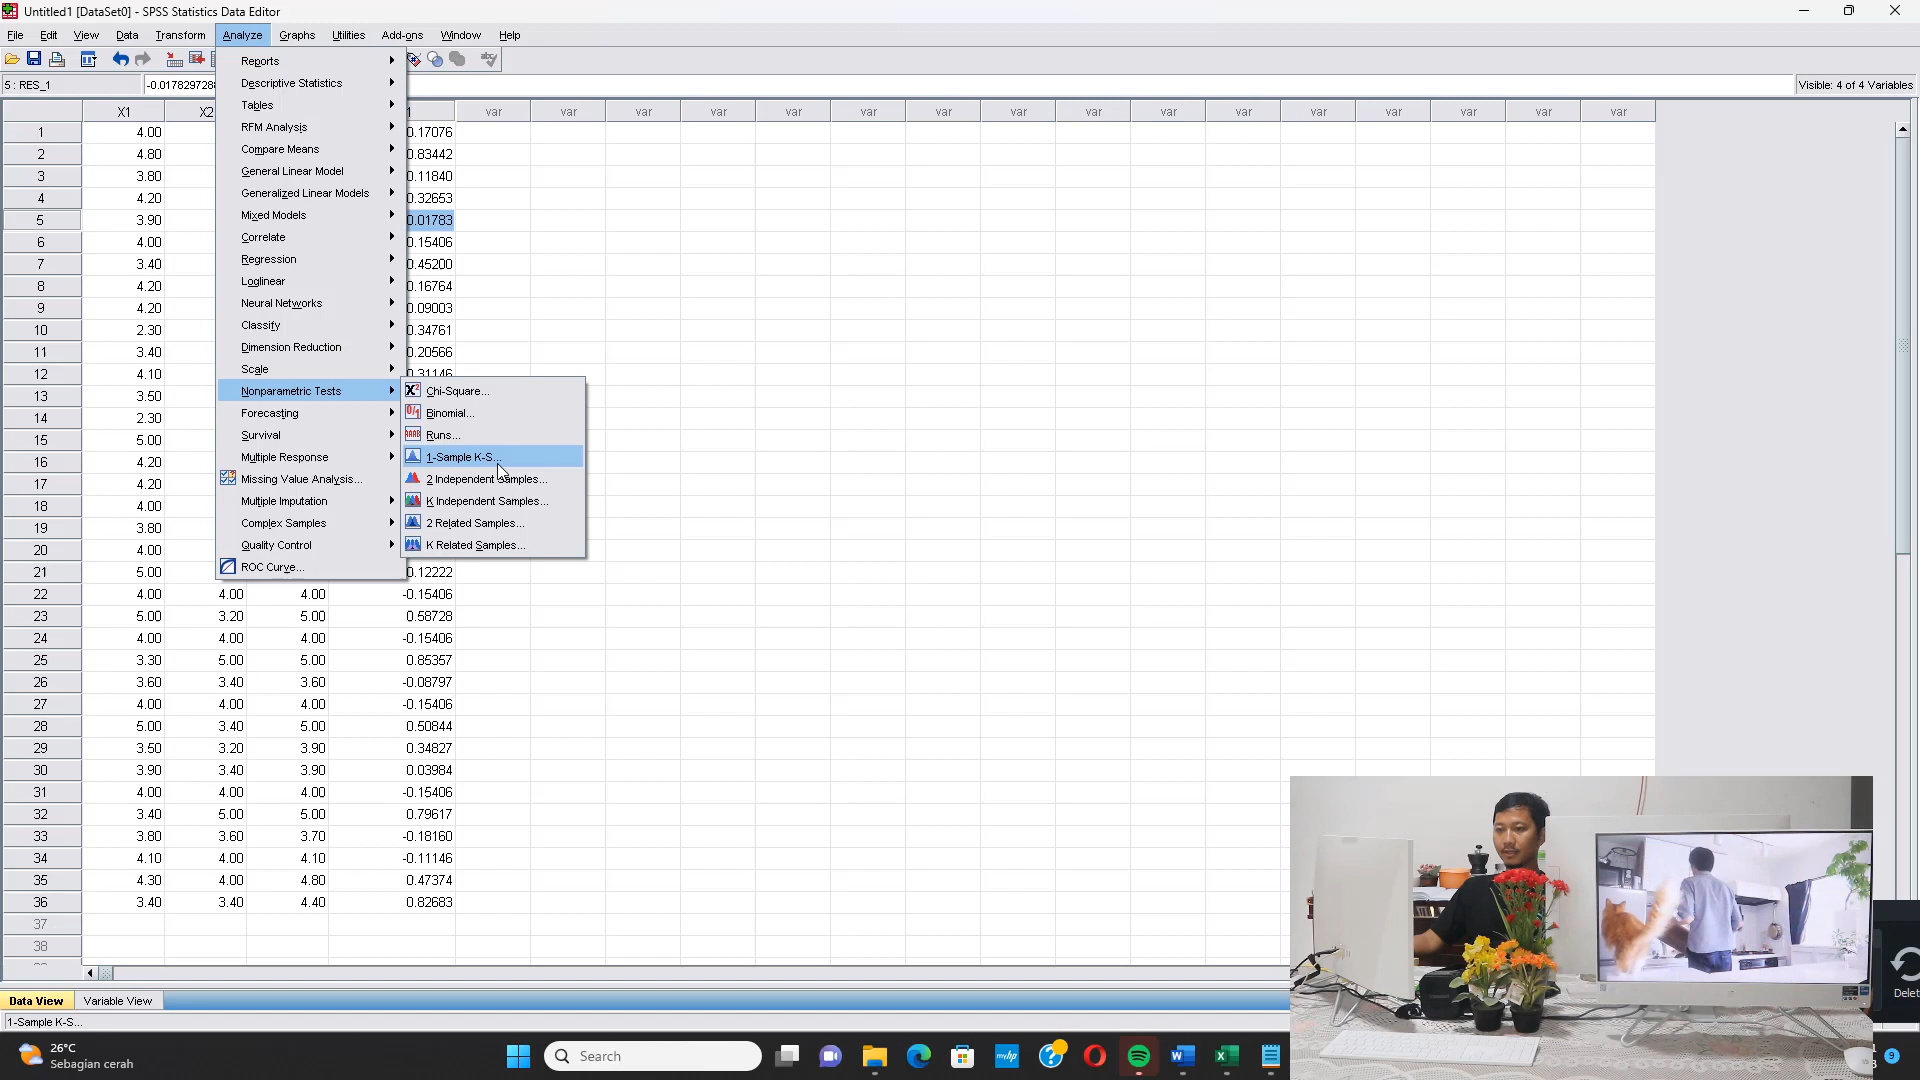 Untitled1 [DataSet0] - SPSS Statistics Data Editor
File Edit View Data Transform Analyze Graphs Utilities Add-ons Window Help
5 : RES_1 -0.017829728 Visible: 4 of 4 Variables
X1 X2 1 var var var var var var var var var var var var var var var var
1 4.00 0.17076
2 4.80 0.83442
3 3.80 0.11840
4 4.20 0.32653
5 3.90 0.01783
6 4.00 0.15406
7 3.40 0.45200
8 4.20 0.16764
9 4.20 0.09003
10 2.30 0.34761
11 3.40 0.20566
12 4.10 0.31146
13 3.50
14 2.30
15 5.00
16 4.20
17 4.20
18 4.00
19 3.80
20 4.00
21 5.00 0.12222
22 4.00 4.00 4.00 -0.15406
23 5.00 3.20 5.00 0.58728
24 4.00 4.00 4.00 -0.15406
25 3.30 5.00 5.00 0.85357
26 3.60 3.40 3.60 -0.08797
27 4.00 4.00 4.00 -0.15406
28 5.00 3.40 5.00 0.50844
29 3.50 3.20 3.90 0.34827
30 3.90 3.40 3.90 0.03984
31 4.00 4.00 4.00 -0.15406
32 3.40 5.00 5.00 0.79617
33 3.80 3.60 3.70 -0.18160
34 4.10 4.00 4.10 -0.11146
35 4.30 4.00 4.80 0.47374
36 3.40 3.40 4.40 0.82683
37
38
Reports
Descriptive Statistics
Tables
RFM Analysis
Compare Means
General Linear Model
Generalized Linear Models
Mixed Models
Correlate
Regression
Loglinear
Neural Networks
Classify
Dimension Reduction
Scale
Nonparametric Tests
Forecasting
Survival
Multiple Response
Missing Value Analysis...
Multiple Imputation
Complex Samples
Quality Control
ROC Curve...
Chi-Square...
Binomial...
Runs...
1-Sample K-S...
2 Independent Samples...
K Independent Samples...
2 Related Samples...
K Related Samples...
Data View Variable View
1-Sample K-S...
Delet
26°C
Sebagian cerah
Search
9